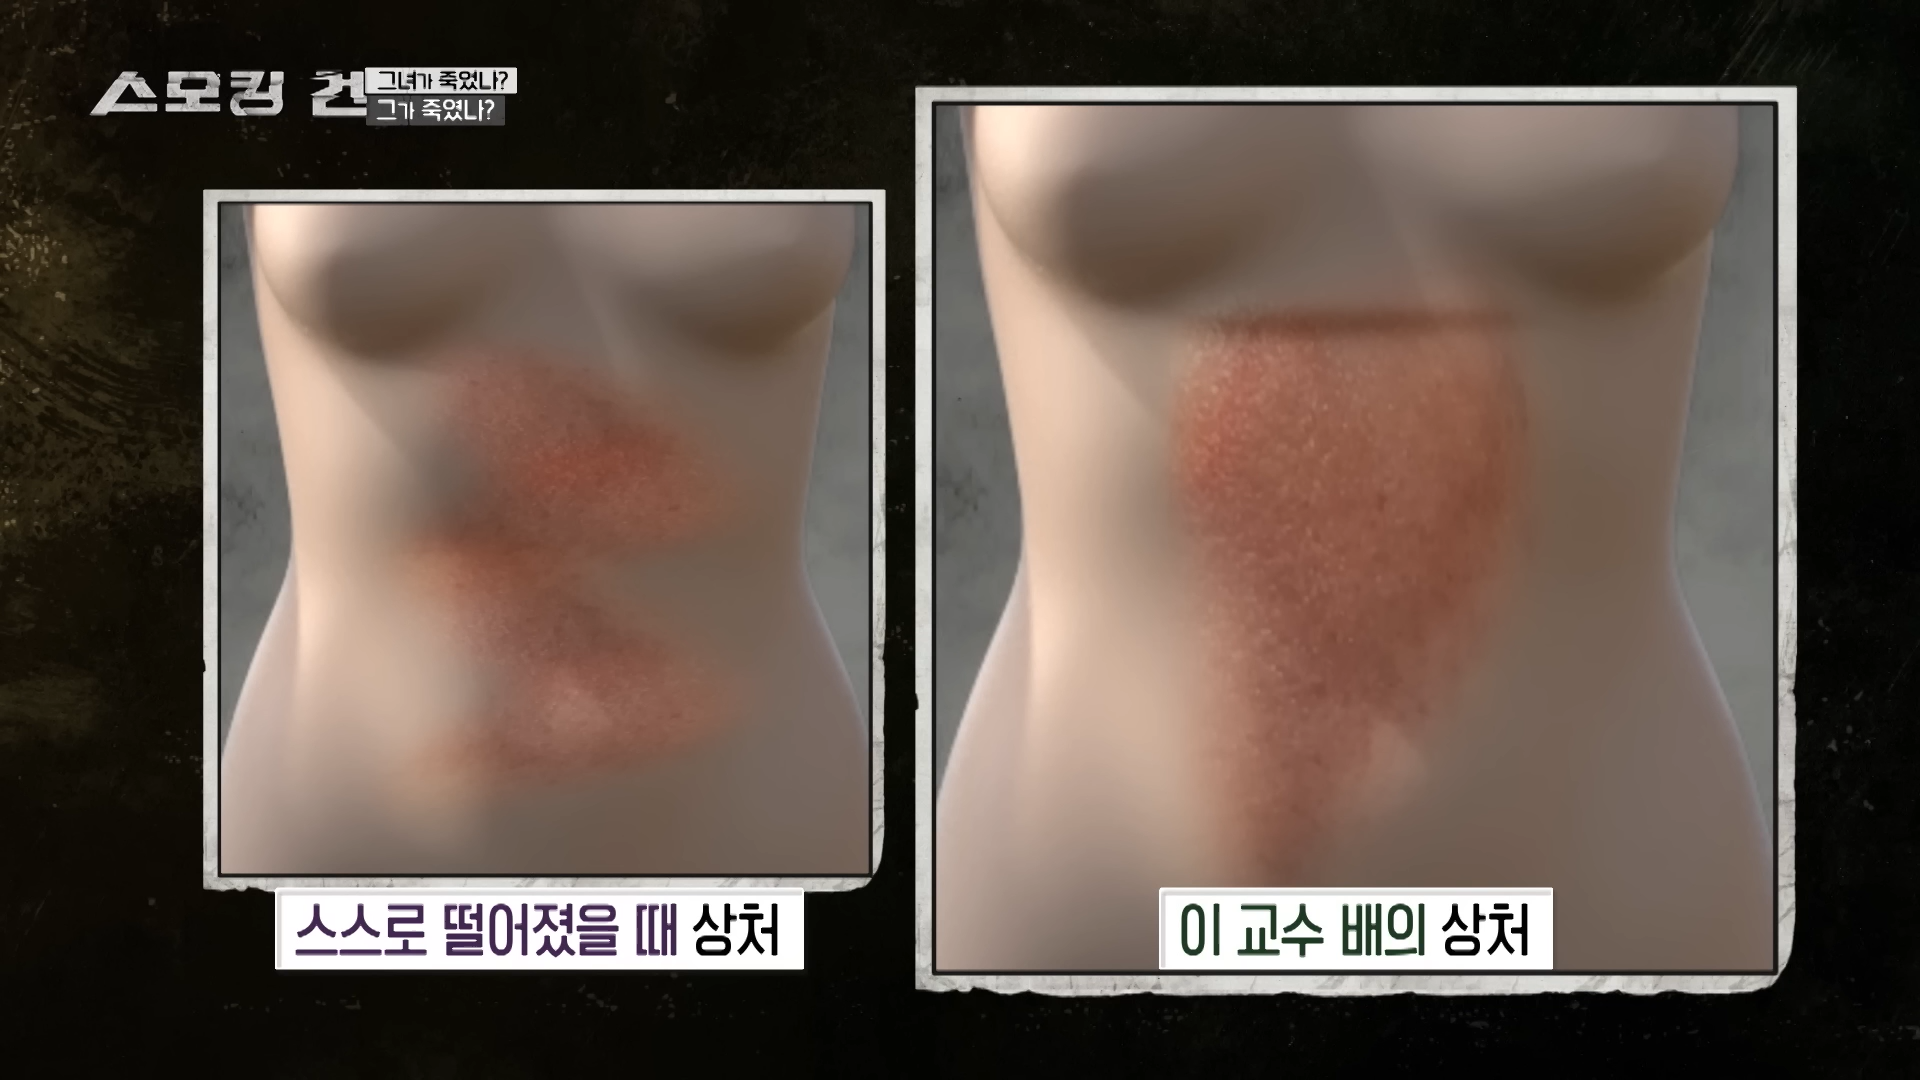 스모킹 건
그녀가 죽었나?
그가 죽였나?
스스로 떨어졌을 때 상처
이 교수 배의 상처